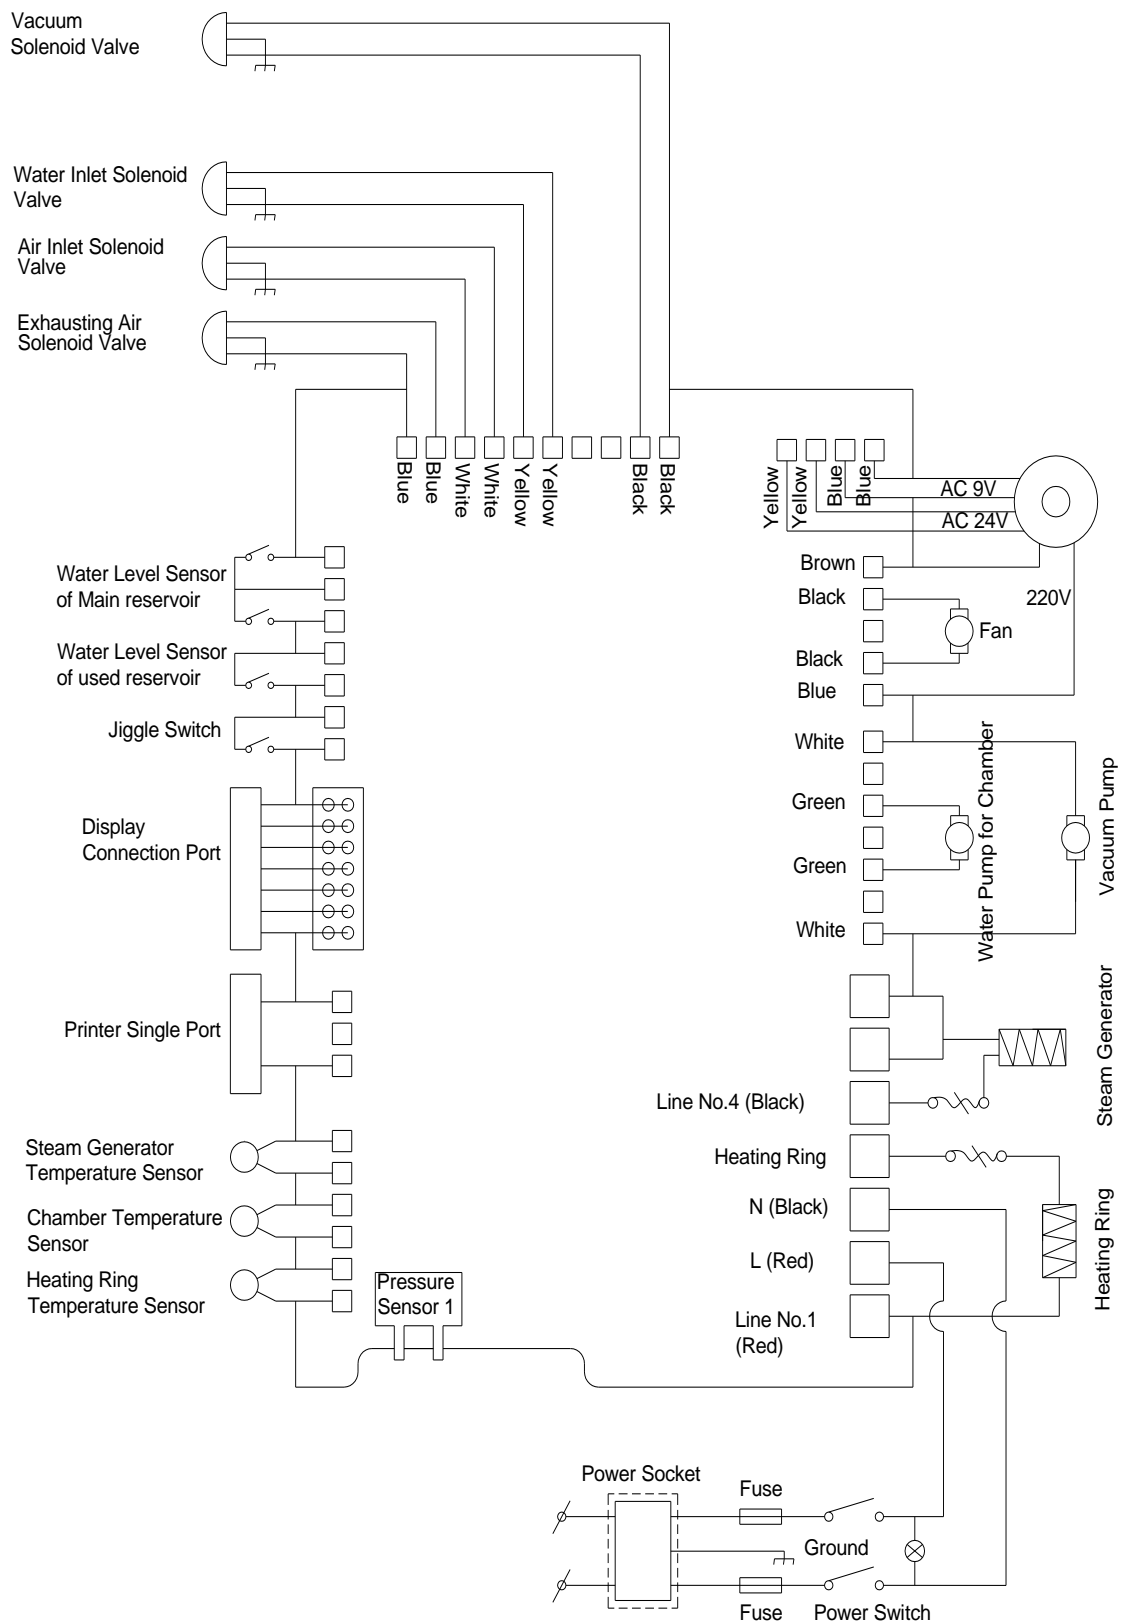 Vacuum
Solenoid Valve
Water Inlet Solenoid
Valve
Air Inlet Solenoid
Valve
Exhausting Air
Solenoid Valve
Blue
Blue
White
White
Yellow
Yellow
Black
Black
Yellow
Yellow
Blue
Blue
AC 9V
AC 24V
220V
Water Level Sensor
of Main reservoir
Water Level Sensor
of used reservoir
Jiggle Switch
Display
Connection Port
Printer Single Port
Steam Generator
Temperature Sensor
Chamber Temperature
Sensor
Heating Ring
Temperature Sensor
Pressure
Sensor 1
Brown
Black
Fan
Black
Blue
White
Green
Green
White
Water Pump for Chamber
Vacuum Pump
Steam Generator
Line No.4 (Black)
Heating Ring
N (Black)
L (Red)
Line No.1
(Red)
Heating Ring
Power Socket
Fuse
Ground
Fuse
Power Switch